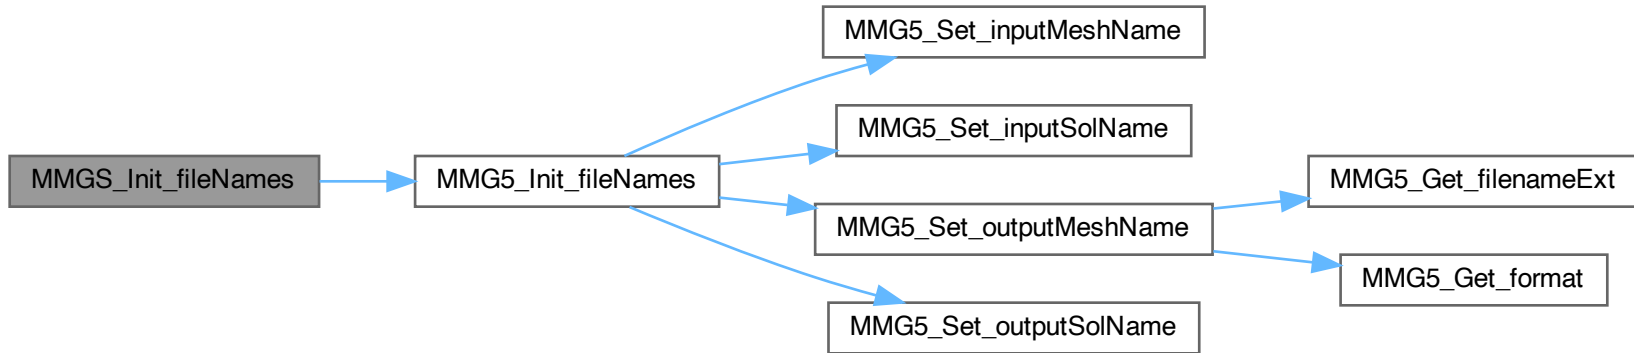 MMGS_Init_fileNames
MMG5_Init_fileNames
MMG5_Set_inputMeshName
MMG5_Set_inputSolName
MMG5_Set_outputMeshName
MMG5_Set_outputSolName
MMG5_Get_filenameExt
MMG5_Get_format